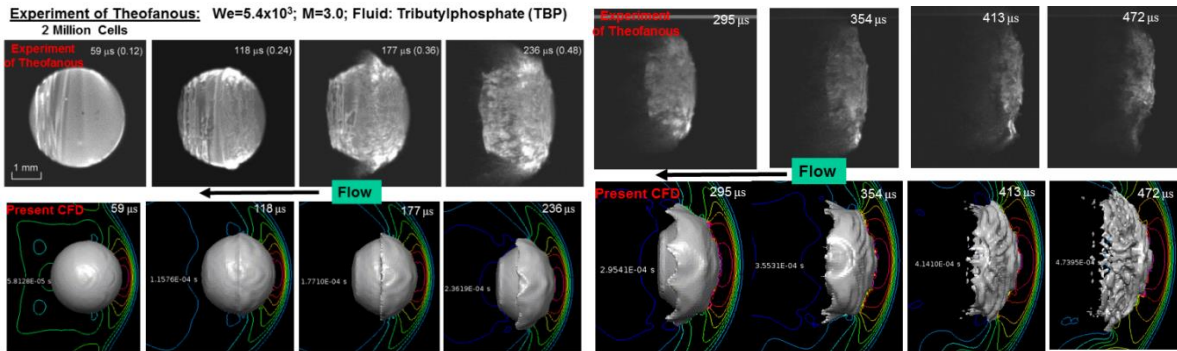 Experiment of Theofanous: We=5.4x10³; M=3.0; Fluid: Tributylphosphate (TBP)
2 Million Cells
Experiment
of Theofanous
59 µs (0.12)
118 µs (0.24)
177 µs (0.36)
236 µs (0.48)
1 mm
Flow
Present CFD
59 µs
118 µs
177 µs
236 µs
5.8128E-05 s
1.1576E-04 s
1.7710E-04 s
2.3619E-04 s
Experiment
of Theofanous
295 µs
354 µs
413 µs
472 µs
Flow
Present CFD
295 µs
354 µs
413 µs
472 µs
2.9541E-04 s
3.5531E-04 s
4.1410E-04 s
4.7395E-04 s